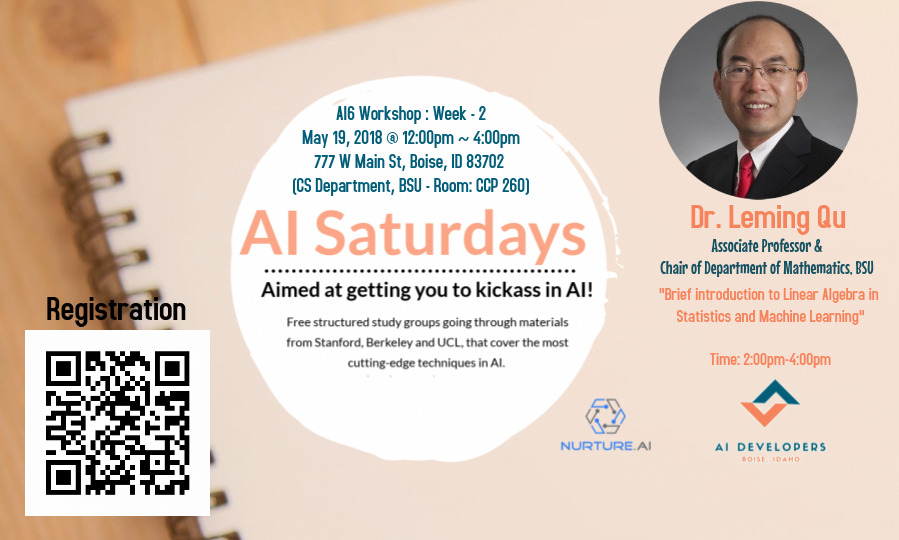 AI6 Workshop : Week - 2
May 19, 2018 @ 12:00pm ~ 4:00pm
777 W Main St, Boise, ID 83702
(CS Department, BSU - Room: CCP 260)
AI Saturdays
Aimed at getting you to kickass in AI!
Free structured study groups going through materials
from Stanford, Berkeley and UCL, that cover the most
cutting-edge techniques in AI.
Registration
Dr. Leming Qu
Associate Professor &
Chair of Department of Mathematics, BSU
"Brief introduction to Linear Algebra in
Statistics and Machine Learning"
Time: 2:00pm-4:00pm
NURTURE.AI
AI DEVELOPERS
BOISE, IDAHO